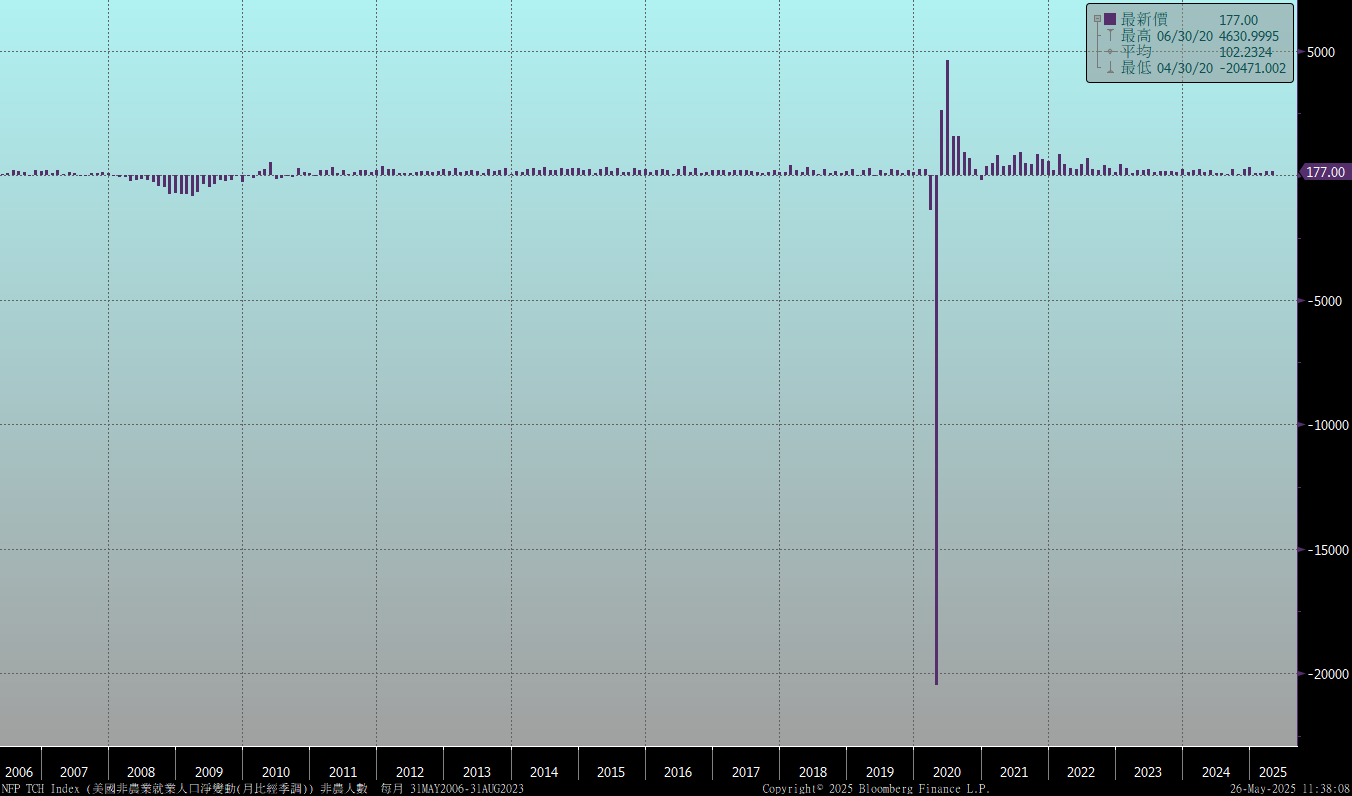 最新價 177.00
最高 06/30/20 4630.9995
平均 102.2324
最低 04/30/20 -20471.002
5000
177.00
-5000
-10000
-15000
-20000
2006 2007 2008 2009 2010 2011 2012 2013 2014 2015 2016 2017 2018 2019 2020 2021 2022 2023 2024 2025
NFP TCH Index (美國非農業就業人口淨變動(月比經季調)) 非農人數 每月 31MAY2006-31AUG2023 Copyright© 2025 Bloomberg Finance L.P. 26-May-2025 11:38:08